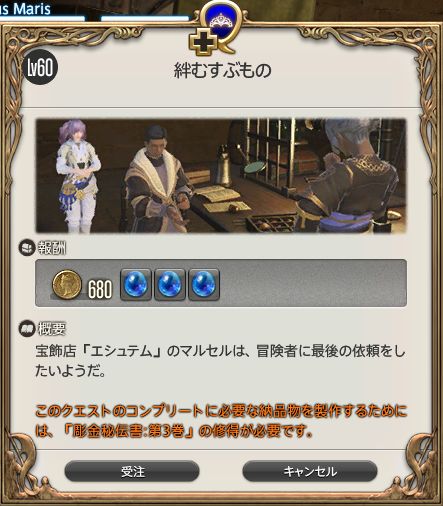 us Maris
Lv60
絆むすぶもの
報酬
680
概要
宝飾店「エシュテム」のマルセルは、冒険者に最後の依頼をし
たいようだ。
このクエストのコンプリートに必要な納品物を製作するために
は、「彫金秘伝書:第3巻」の修得が必要です。
受注
キャンセル